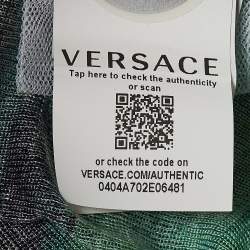 VERSACE
Tap here to check the authenticity
or scan
or check the code on
VERSACE.COM/AUTHENTIC
0404A702E06481